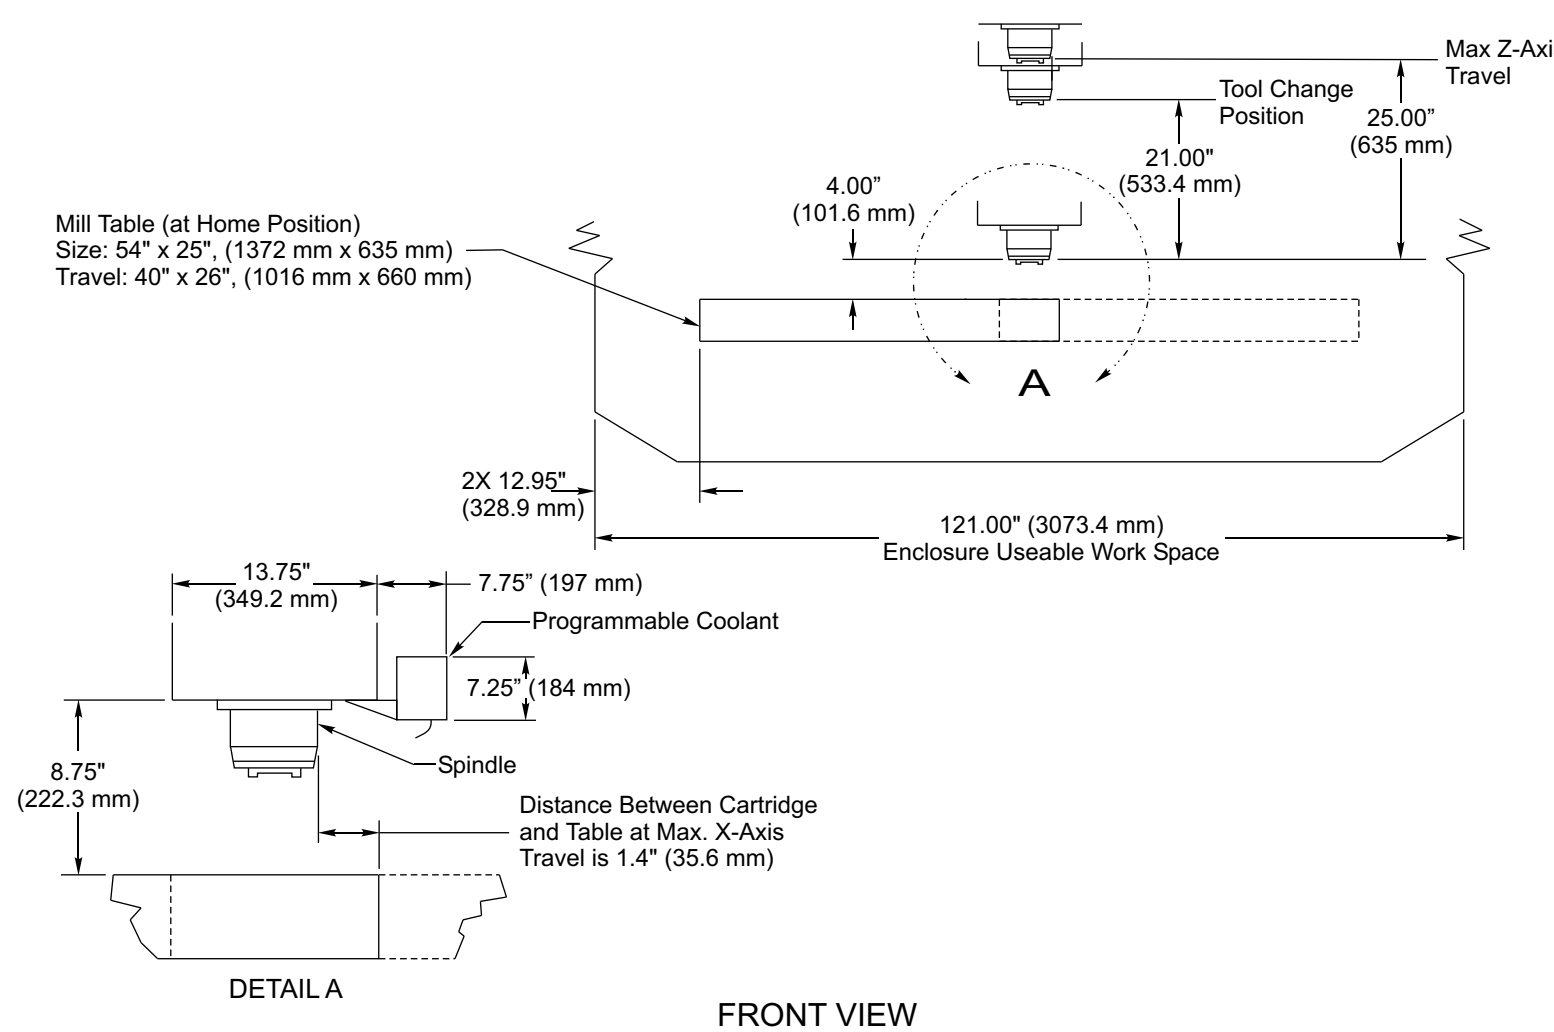 Max Z-Axi
Travel
Tool Change
Position
25.00”
(635 mm)
21.00"
(533.4 mm)
4.00”
(101.6 mm)
Mill Table (at Home Position)
Size: 54" x 25", (1372 mm x 635 mm)
Travel: 40" x 26", (1016 mm x 660 mm)
A
2X 12.95"
(328.9 mm)
121.00" (3073.4 mm)
Enclosure Useable Work Space
13.75"
(349.2 mm)
7.75” (197 mm)
Programmable Coolant
7.25” (184 mm)
Spindle
8.75"
(222.3 mm)
Distance Between Cartridge
and Table at Max. X-Axis
Travel is 1.4" (35.6 mm)
DETAIL A
FRONT VIEW